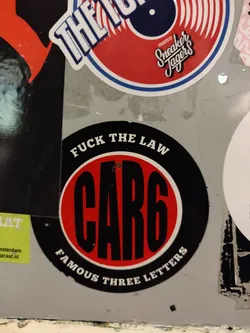 THE
Sneaker
Jagers
FUCK THE LAW
CAR6
FAMOUS THREE LETTERS